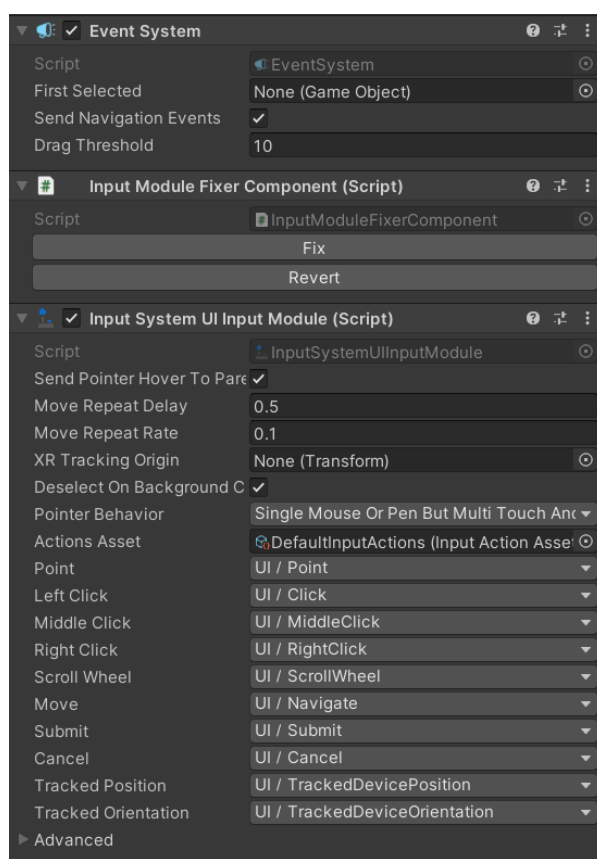 Event System
Script EventSystem
First Selected None (Game Object)
Send Navigation Events
Drag Threshold 10
# Input Module Fixer Component (Script)
Script # InputModuleFixerComponent
Fix
Revert
Input System UI Input Module (Script)
Script InputSystemUIInputModule
Send Pointer Hover To Pare
Move Repeat Delay 0.5
Move Repeat Rate 0.1
XR Tracking Origin None (Transform)
Deselect On Background C
Pointer Behavior Single Mouse Or Pen But Multi Touch And
Actions Asset DefaultInputActions (Input Action Asset
Point UI / Point
Left Click UI / Click
Middle Click UI / MiddleClick
Right Click UI / RightClick
Scroll Wheel UI / ScrollWheel
Move UI / Navigate
Submit UI / Submit
Cancel UI / Cancel
Tracked Position UI / TrackedDevicePosition
Tracked Orientation UI / TrackedDeviceOrientation
Advanced